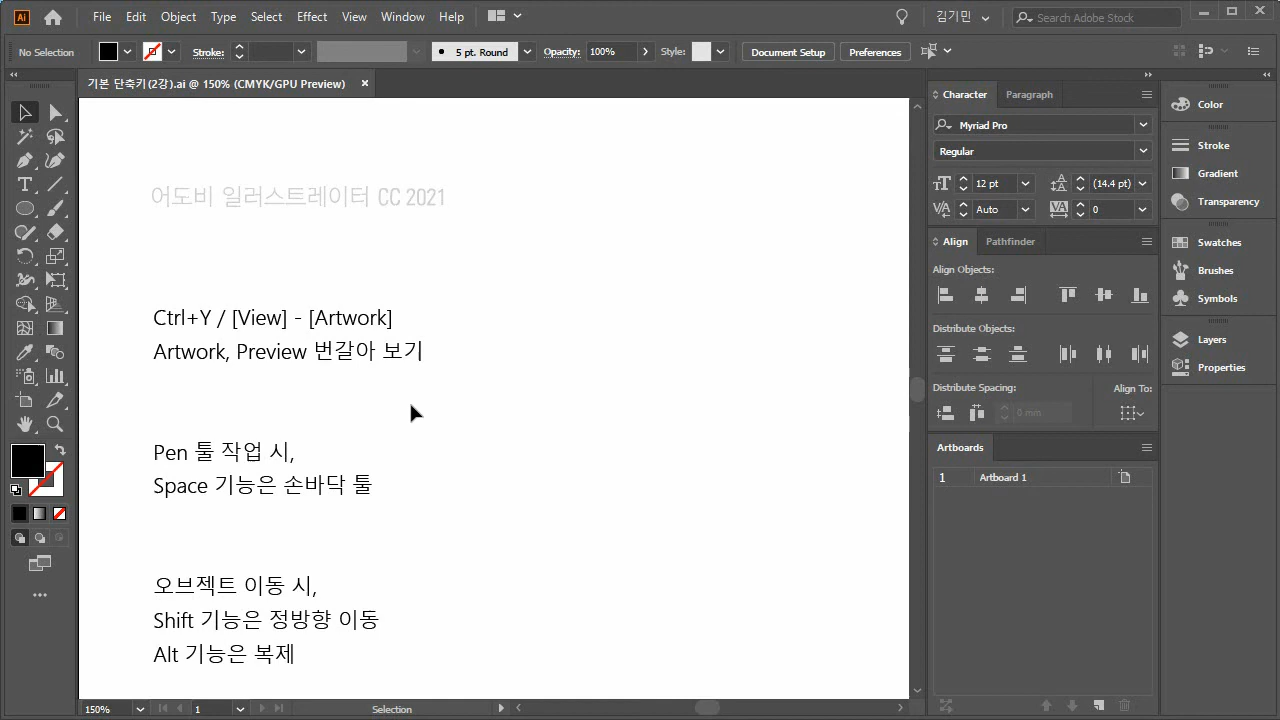 File Edit Object Type Select Effect View Window Help 김기민 Search Adobe Stock
No Selection Stroke: 5 pt. Round Opacity: 100% Style: Document Setup Preferences
기본 단축키(2강).ai @ 150% (CMYK/GPU Preview)
어도비 일러스트레이터 CC 2021
Ctrl+Y / [View] - [Artwork]
Artwork, Preview 번갈아 보기
Pen 툴 작업 시,
Space 기능은 손바닥 툴
오브젝트 이동 시,
Shift 기능은 정방향 이동
Alt 기능은 복제
150% 1 Selection
Character Paragraph
Myriad Pro
Regular
12 pt (14.4 pt)
Auto 0
Align Pathfinder
Align Objects:
Distribute Objects:
Distribute Spacing: Align To:
0 mm
Artboards
1 Artboard 1
Color
Stroke
Gradient
Transparency
Swatches
Brushes
Symbols
Layers
Properties